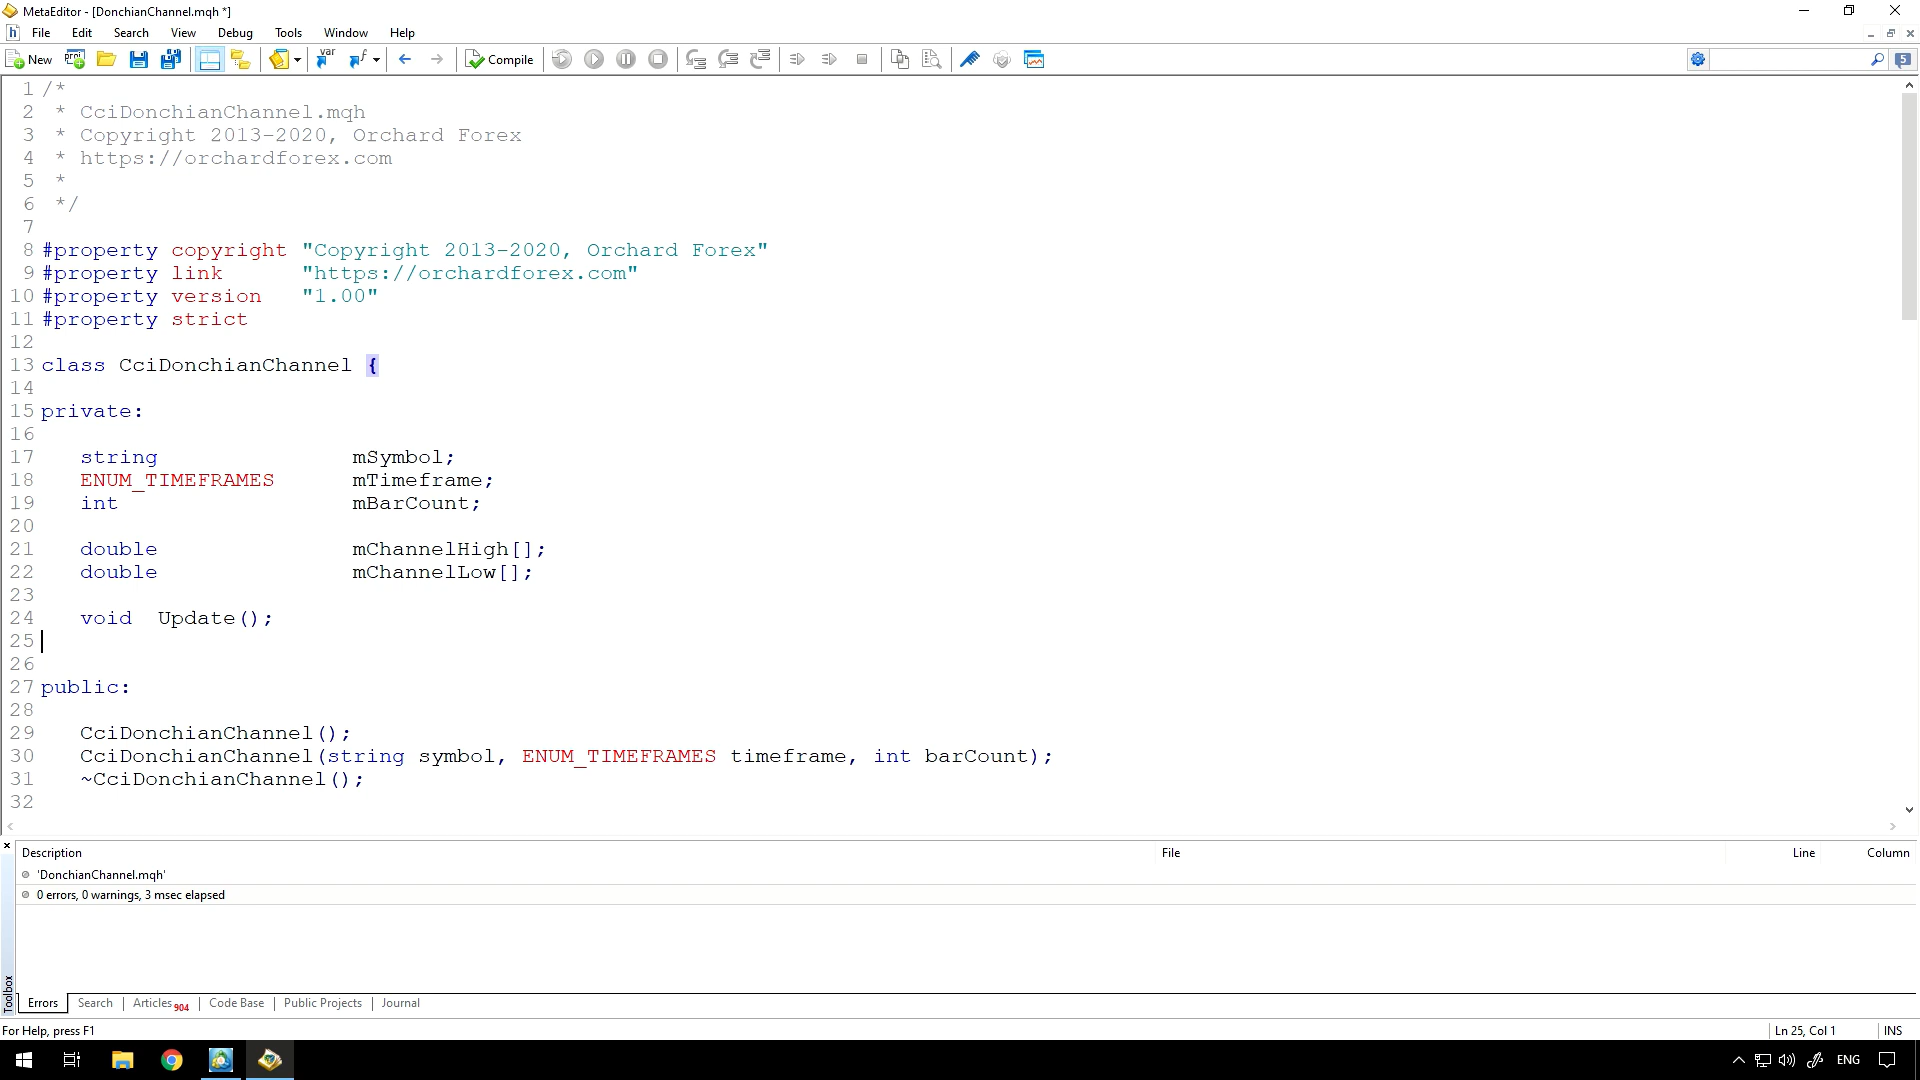 MetaEditor - [DonchianChannel.mqh *]
File Edit Search View Debug Tools Window Help
New Compile 5
1 /*
2 * CciDonchianChannel.mqh
3 * Copyright 2013-2020, Orchard Forex
4 * https://orchardforex.com
5 *
6 */
7
8 #property copyright "Copyright 2013-2020, Orchard Forex"
9 #property link "https://orchardforex.com"
10 #property version "1.00"
11 #property strict
12
13 class CciDonchianChannel {
14
15 private:
16
17 string mSymbol;
18 ENUM_TIMEFRAMES mTimeframe;
19 int mBarCount;
20
21 double mChannelHigh[];
22 double mChannelLow[];
23
24 void Update();
25
26
27 public:
28
29 CciDonchianChannel();
30 CciDonchianChannel(string symbol, ENUM_TIMEFRAMES timeframe, int barCount);
31 ~CciDonchianChannel();
32
Description File Line Column
'DonchianChannel.mqh'
0 errors, 0 warnings, 3 msec elapsed
Toolbox
Errors Search Articles 904 Code Base Public Projects Journal
For Help, press F1 Ln 25, Col 1 INS
ENG